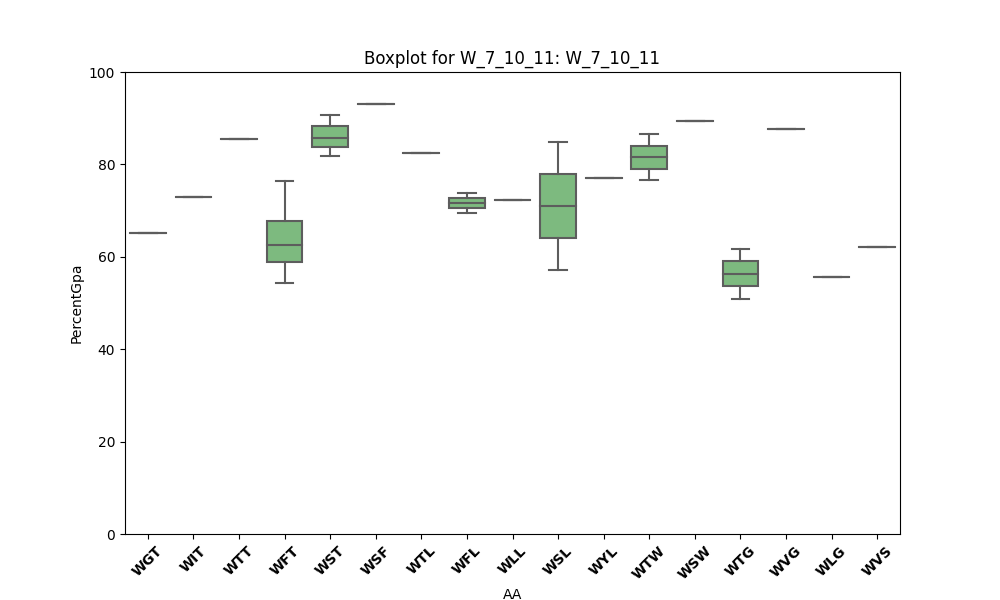 Boxplot for W_7_10_11: W_7_10_11
PercentGpa
100
80
60
40
20
0
WGT WIT WTT WFT WST WSF WTL WFL WLL WSL WYL WTW WSW WTG WVG WLG WVS
AA